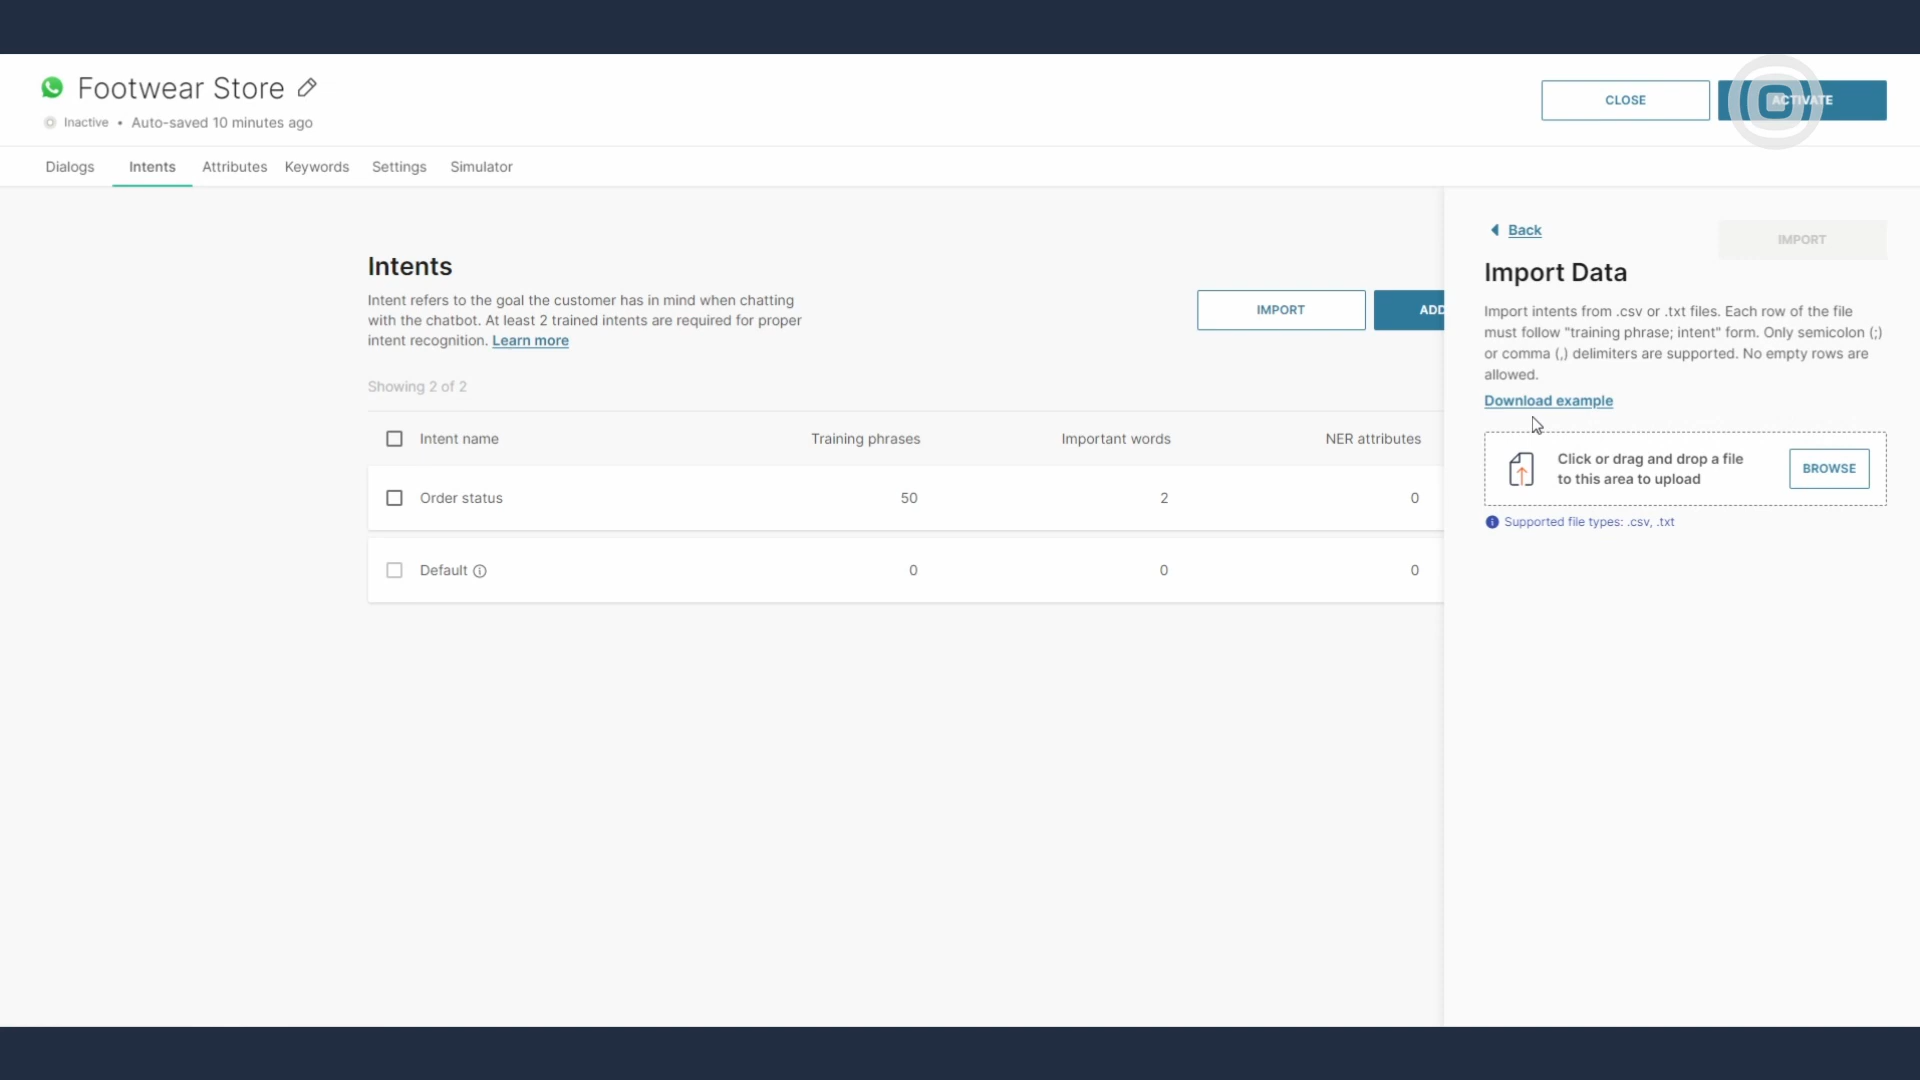 Footwear Store
Inactive • Auto-saved 10 minutes ago
CLOSE
ACTIVATE
Dialogs
Intents
Attributes
Keywords
Settings
Simulator
Intents
Intent refers to the goal the customer has in mind when chatting
with the chatbot. At least 2 trained intents are required for proper
intent recognition. Learn more
IMPORT
ADD
Showing 2 of 2
Intent name Training phrases Important words NER attributes
Order status 50 2 0
Default 0 0 0
Back
IMPORT
Import Data
Import intents from .csv or .txt files. Each row of the file
must follow "training phrase; intent" form. Only semicolon (;)
or comma (,) delimiters are supported. No empty rows are
allowed.
Download example
Click or drag and drop a file
to this area to upload
BROWSE
Supported file types: .csv, .txt